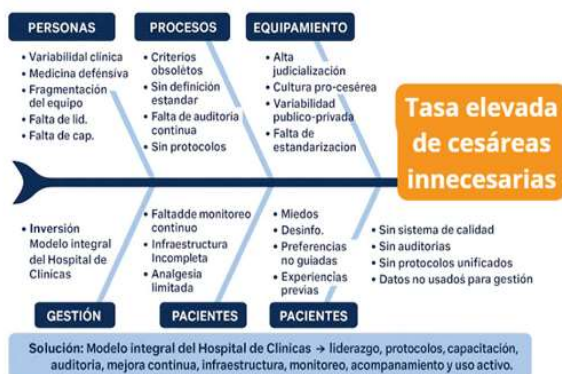 PERSONAS
• Variabilidal clínica
• Medicina defénsiva
• Fragmentación
del equipo
• Falta de lid.
• Falta de cap.
PROCESOS
• Criterios
obsolétos
• Sin definición
estandar
• Falta de auditoria
continua
• Sin protocolos
EQUIPAMIENTO
• Alta
judicialización
• Cultura pro-cesérea
• Variabilidad
publico-privada
• Falta de
estandarizacion
Tasa elevada
de cesáreas
innecesarias
• Inversión
Modelo integral
del Hospital de
Clínicas
GESTIÓN
• Faltadde monitoreo
continuo
• Infraestructura
Incompleta
• Analgesia
limitada
PACIENTES
• Miedos
• Desinfo.
• Preferencias
no guiadas
• Experiencias
previas
PACIENTES
• Sin sistema de calidad
• Sin auditorias
• Sin protocolos unificados
• Datos no usados para gestión
Solución: Modelo integral del Hospital de Clinicas → liderazgo, protocolos, capacitación,
auditoria, mejora continua, infraestructura, monitoreo, acompanamiento y uso activo.